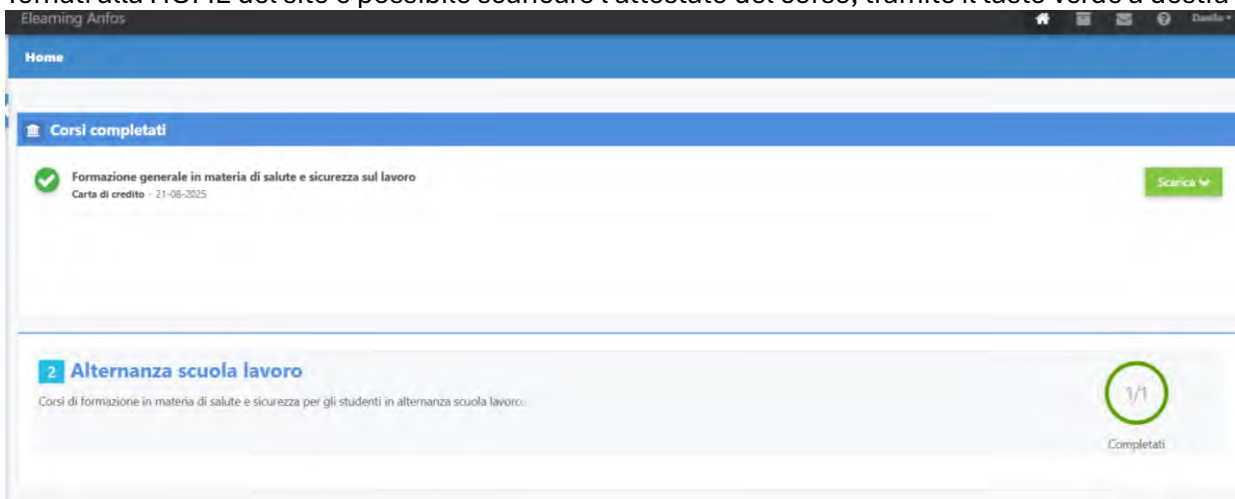 Tornati alla HOME del sito è possibile scaricare l'attestato del corso, tramite il tasto verde a
Elearning Anfos
Danila
Home
Corsi completati
Formazione generale in materia di salute e sicurezza sul lavoro
Carta di credito - 21-08-2025
Scarica
2 Alternanza scuola lavoro
Corsi di formazione in materia di salute e sicurezza per gli studenti in alternanza scuola lavoro.
1/1
Completati